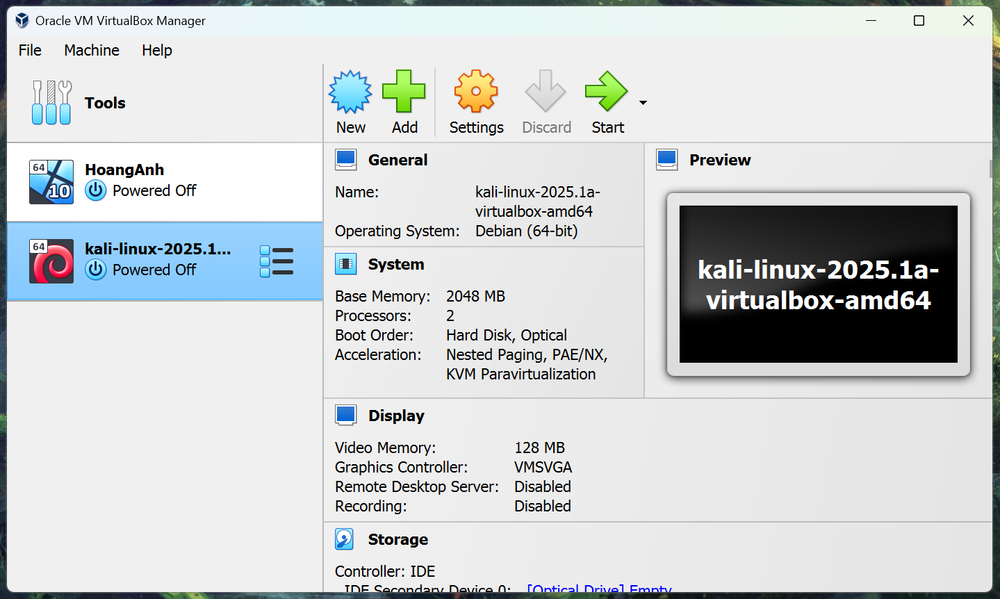 Oracle VM VirtualBox Manager
File Machine Help
Tools
New Add Settings Discard Start
64
10
HoangAnh
Powered Off
64
kali-linux-2025.1...
Powered Off
General
Name: kali-linux-2025.1a-
virtualbox-amd64
Operating System: Debian (64-bit)
Preview
kali-linux-2025.1a-
virtualbox-amd64
System
Base Memory: 2048 MB
Processors: 2
Boot Order: Hard Disk, Optical
Acceleration: Nested Paging, PAE/NX,
KVM Paravirtualization
Display
Video Memory: 128 MB
Graphics Controller: VMSVGA
Remote Desktop Server: Disabled
Recording: Disabled
Storage
Controller: IDE
IDE Secondary Device 0: [Optical Drive] Empty